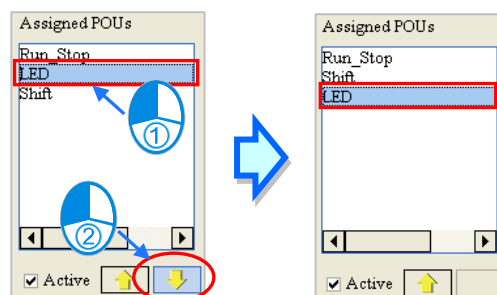 Assigned POUs
Run_Stop
LED
Shift
①
②
Active
Assigned POUs
Run_Stop
Shift
LED
Active